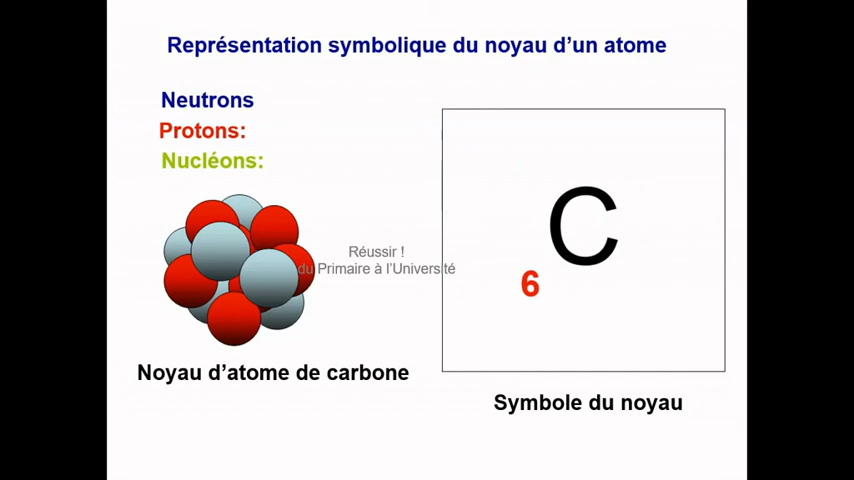 Représentation symbolique du noyau d’un atome
Neutrons
Protons:
Nucléons:
Réussir !
du Primaire à l’Université
C
6
Noyau d’atome de carbone
Symbole du noyau